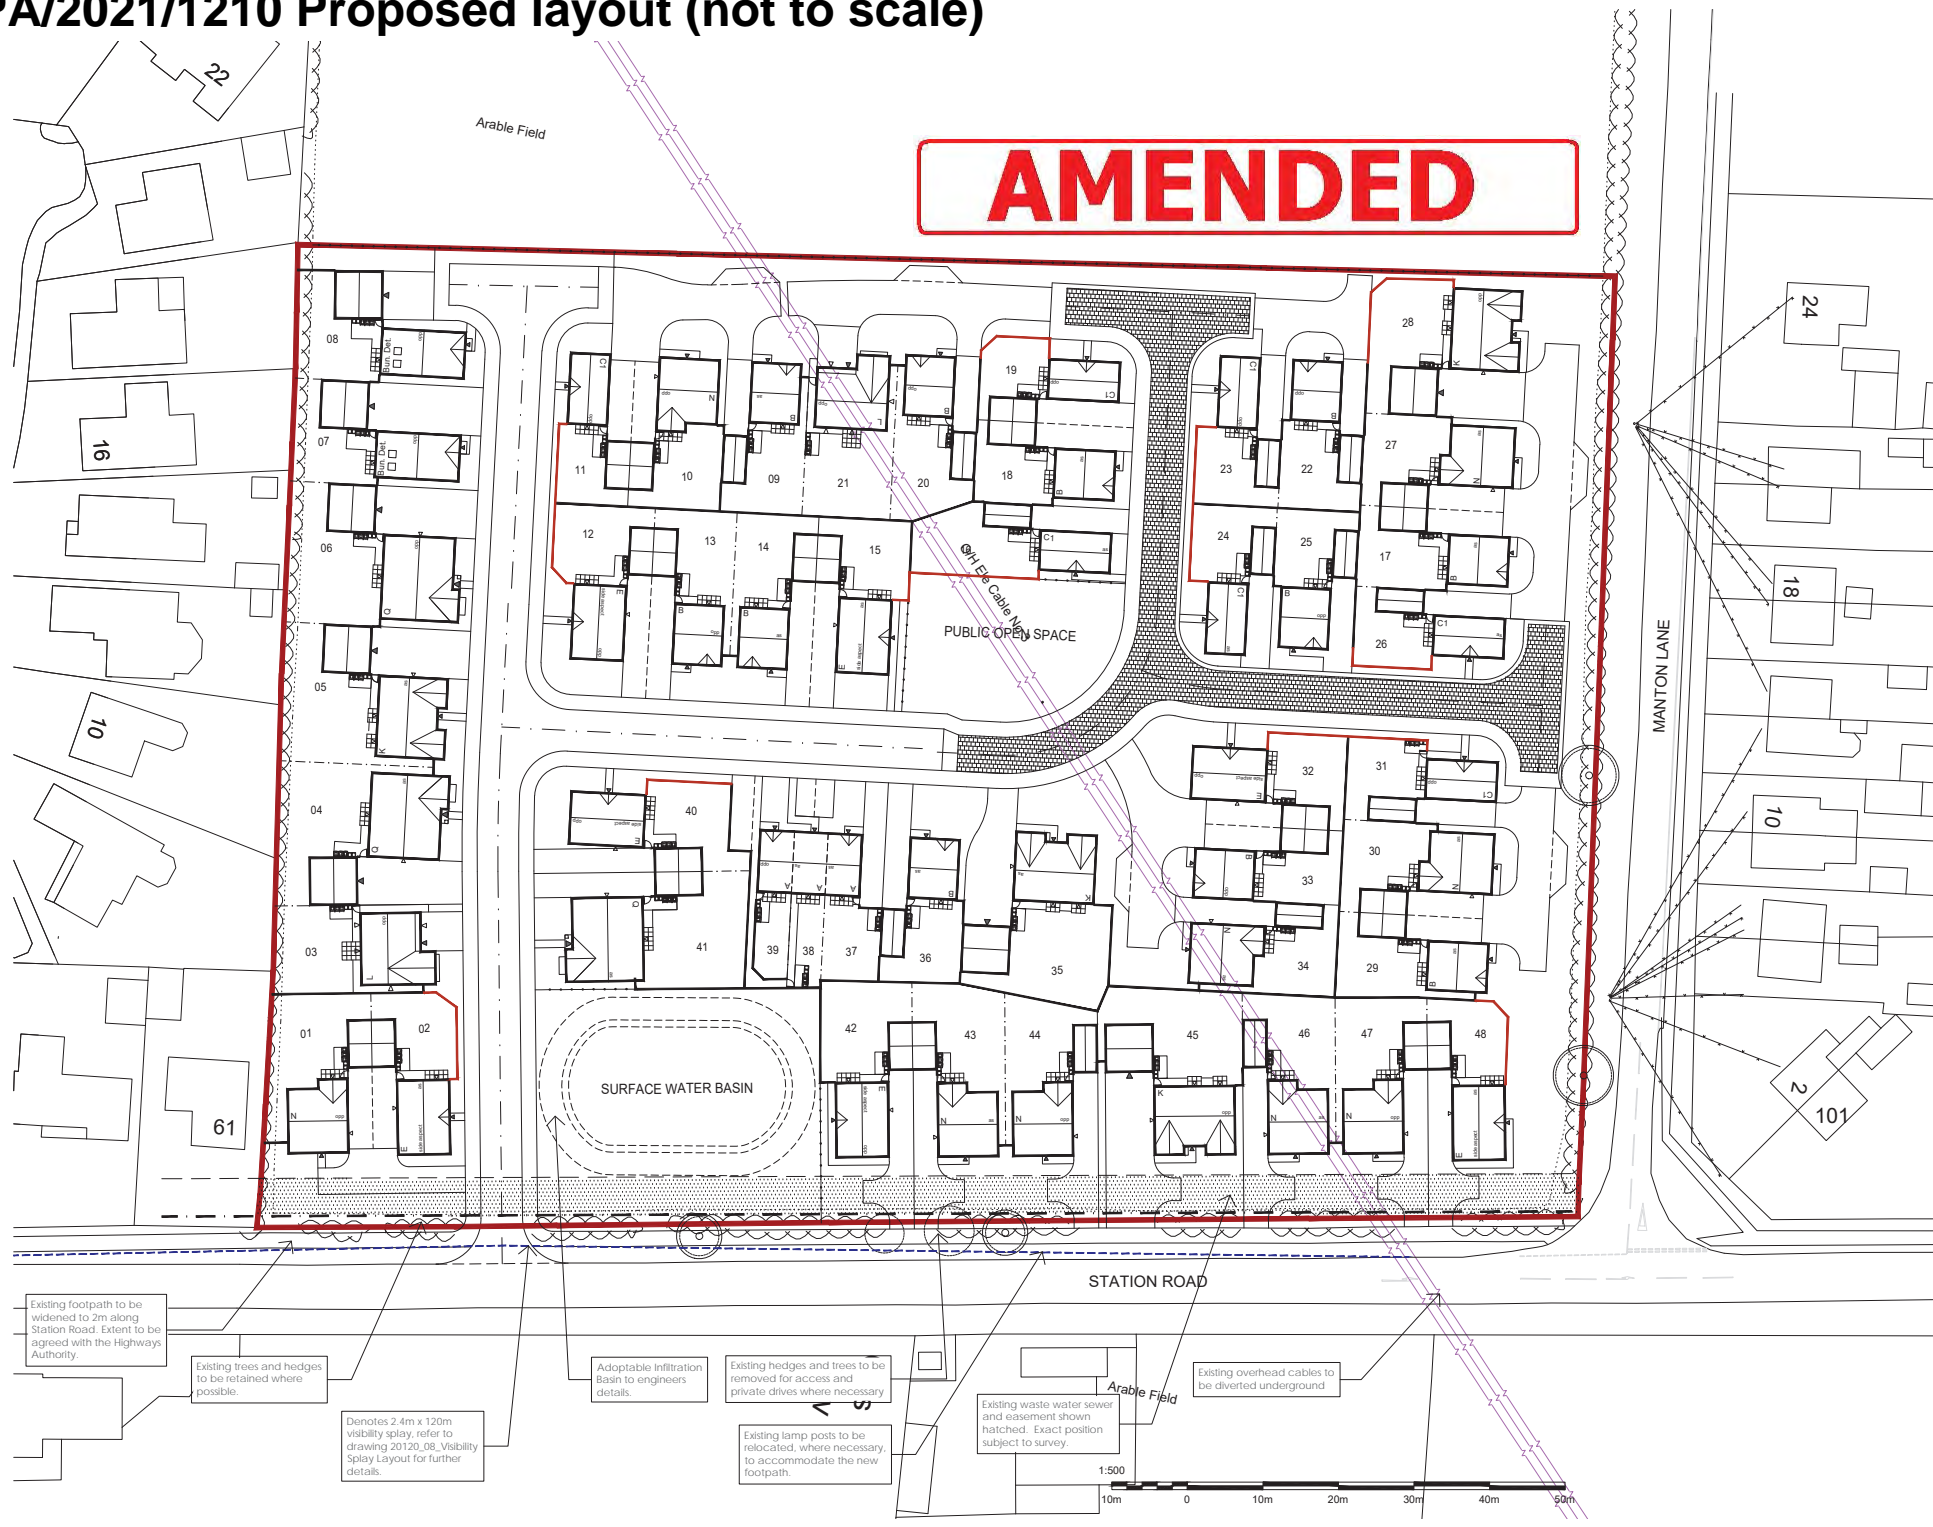 PA/2021/1210 Proposed layout (not to scale)
22
Arable Field
AMENDED
24
16
18
10
10
2
101
61
MANTON LANE
STATION ROAD
08
Bun. Det.
07
Bun. Det.
06
05
04
03
01
02
11
10
09
21
20
19
18
12
13
14
15
O/H Ele Cable No
PUBLIC OPEN SPACE
28
27
23
22
24
25
17
26
40
41
39
38
37
36
35
32
31
33
30
34
29
SURFACE WATER BASIN
42
43
44
45
46
47
48
Existing footpath to be
widened to 2m along
Station Road. Extent to be
agreed with the Highways
Authority.
Existing trees and hedges
to be retained where
possible.
Denotes 2.4m x 120m
visibility splay, refer to
drawing 20120_08_Visibility
Splay Layout for further
details.
Adoptable Infiltration
Basin to engineers
details.
Existing hedges and trees to be
removed for access and
private drives where necessary
Existing lamp posts to be
relocated, where necessary,
to accommodate the new
footpath.
Existing waste water sewer
and easement shown
hatched. Exact position
subject to survey.
Arable Field
Existing overhead cables to
be diverted underground
1:500
10m 0 10m 20m 30m 40m 50m